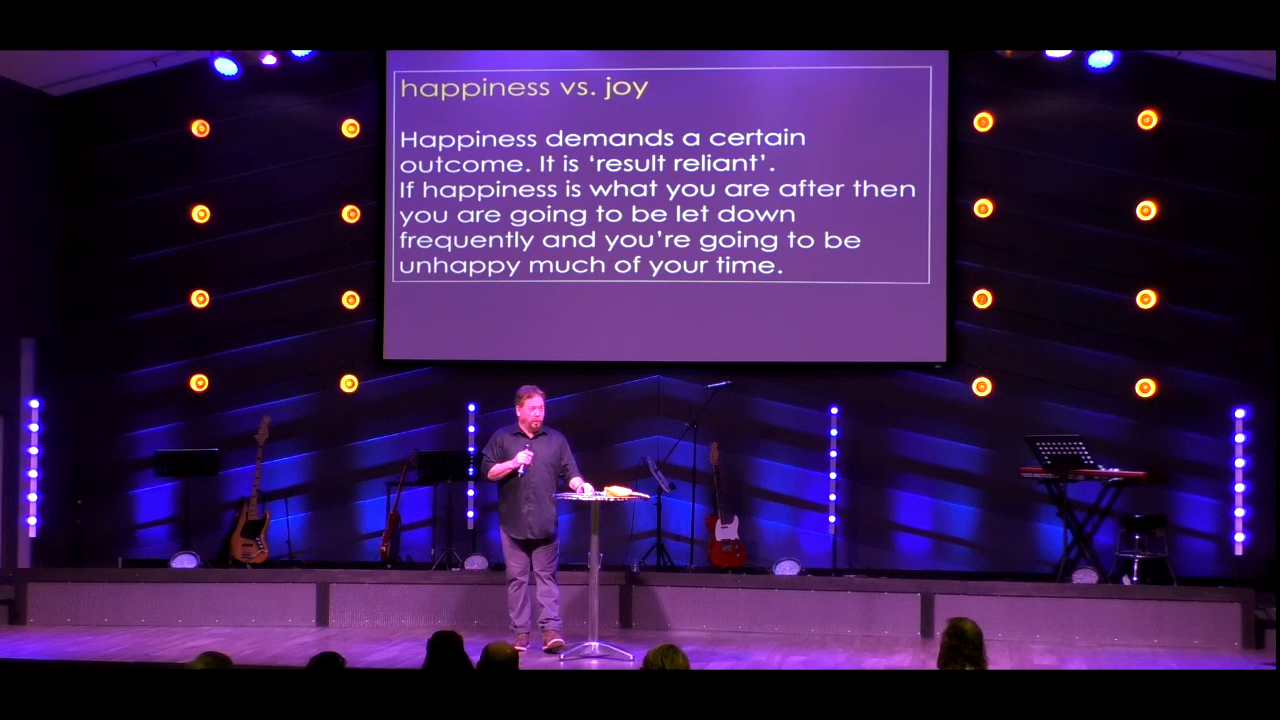 happiness vs. joy
Happiness demands a certain
outcome. It is ‘result reliant’.
If happiness is what you are after then
you are going to be let down
frequently and you’re going to be
unhappy much of your time.